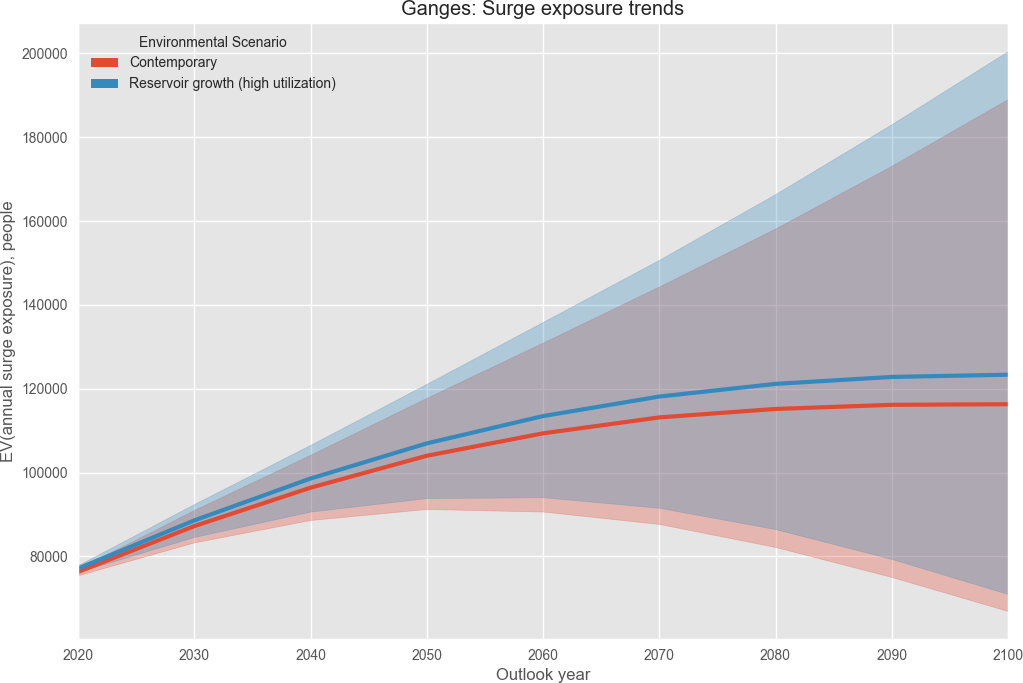 Ganges: Surge exposure trends
Environmental Scenario
Contemporary
Reservoir growth (high utilization)
EV(annual surge exposure), people
200000
180000
160000
140000
120000
100000
80000
2020 2030 2040 2050 2060 2070 2080 2090 2100
Outlook year